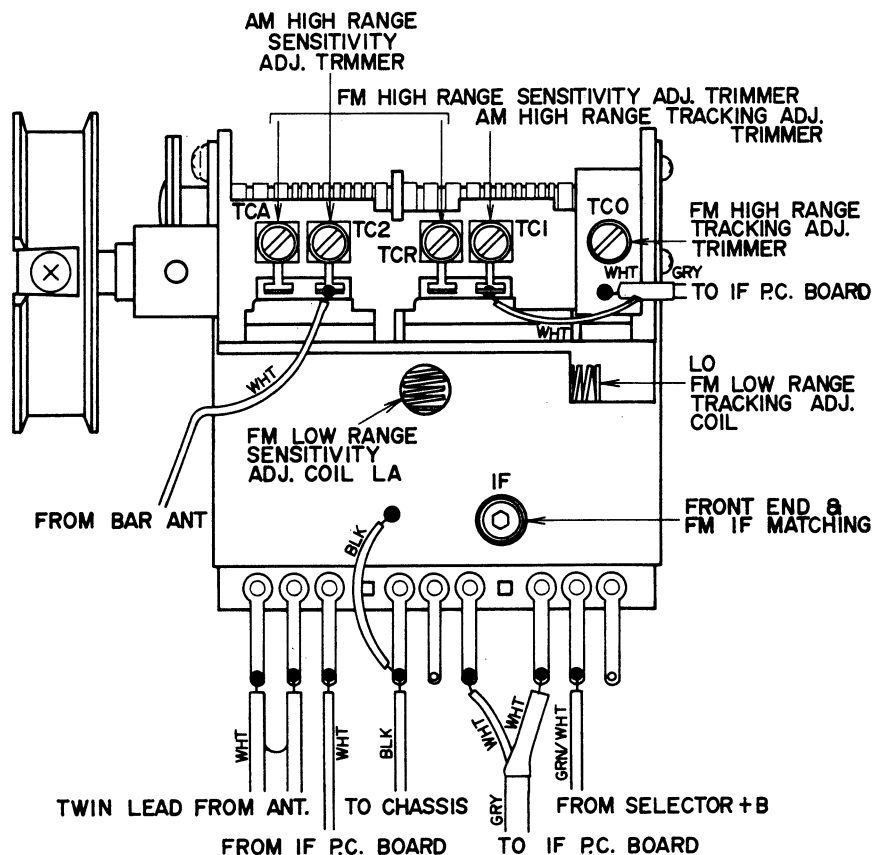 AM HIGH RANGE
SENSITIVITY
ADJ. TRMMER
FM HIGH RANGE SENSITIVITY ADJ. TRIMMER
AM HIGH RANGE TRACKING ADJ.
TRIMMER
TCA
TC2
TCR
TC1
TCO
FM HIGH RANGE
TRACKING ADJ.
TRIMMER
WHT
GRY
TO IF P.C. BOARD
WHT
WHT
LO
FM LOW RANGE
TRACKING ADJ.
COIL
FM LOW RANGE
SENSITIVITY
ADJ. COIL LA
FROM BAR ANT
IF
FRONT END &
FM IF MATCHING
BLK
WHT
WHT
BLK
WHT
WHT
GRN/WHT
TWIN LEAD FROM ANT.
TO CHASSIS
GRY
FROM SELECTOR +B
FROM IF P.C. BOARD
TO IF P.C. BOARD